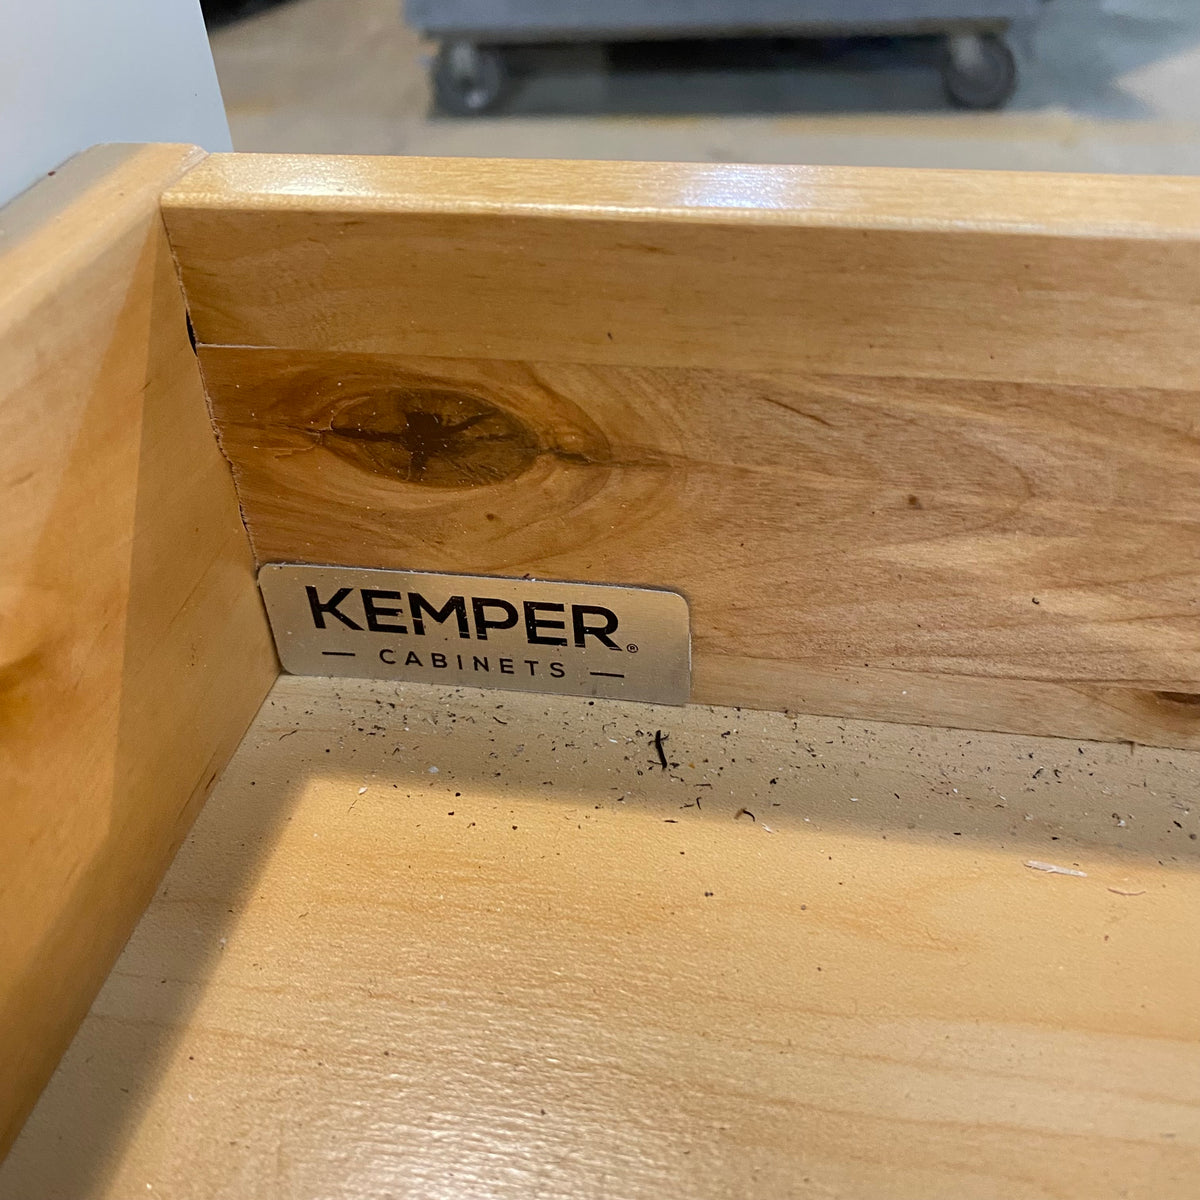 KEMPER®
— CABINETS —